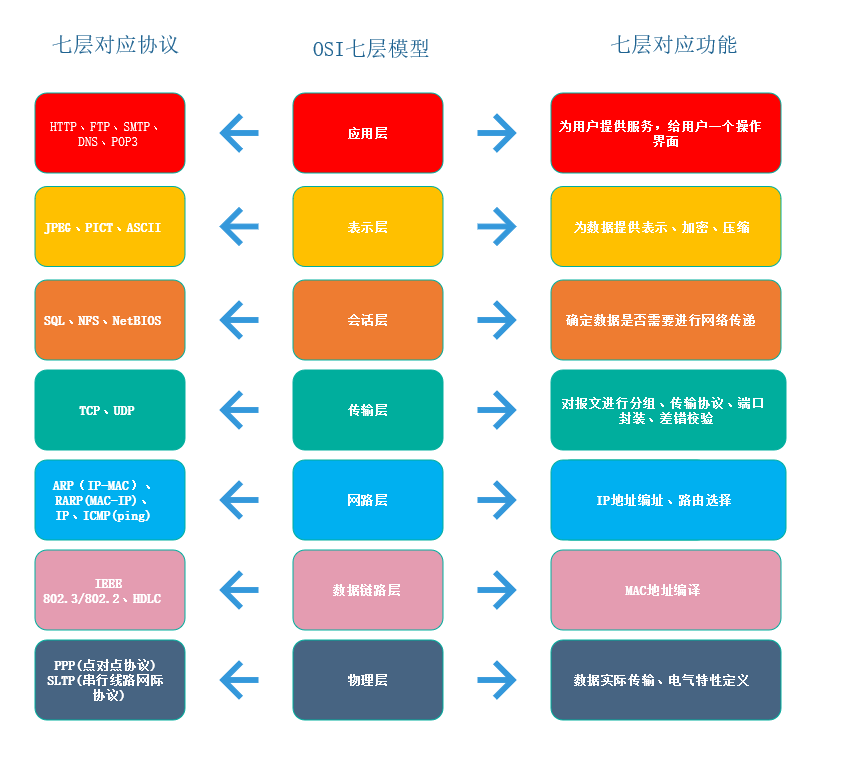 七层对应协议
OSI七层模型
七层对应功能
HTTP、FTP、SMTP、
DNS、POP3
应用层
为用户提供服务，给用户一个操作
界面
JPEG、PICT、ASCII
表示层
为数据提供表示、加密、压缩
SQL、NFS、NetBIOS
会话层
确定数据是否需要进行网络传递
TCP、UDP
传输层
对报文进行分组、传输协议、端口
封装、差错校验
ARP（IP-MAC）、
RARP(MAC-IP)、
IP、ICMP(ping)
网路层
IP地址编址、路由选择
IEEE
802.3/802.2、HDLC
数据链路层
MAC地址编译
PPP(点对点协议)
SLTP(串行线路网际
协议)
物理层
数据实际传输、电气特性定义